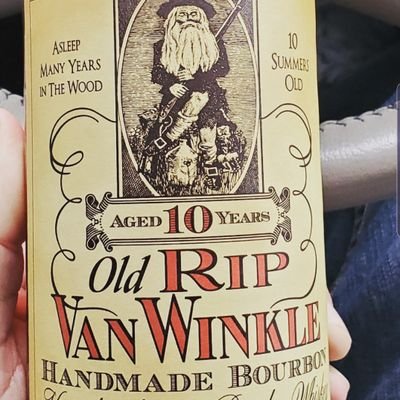 ASLEEP
MANY YEARS
IN THE WOOD
10
SUMMERS
OLD
AGED 10 YEARS
Old RIP
VAN WINKLE
HANDMADE BOURBON